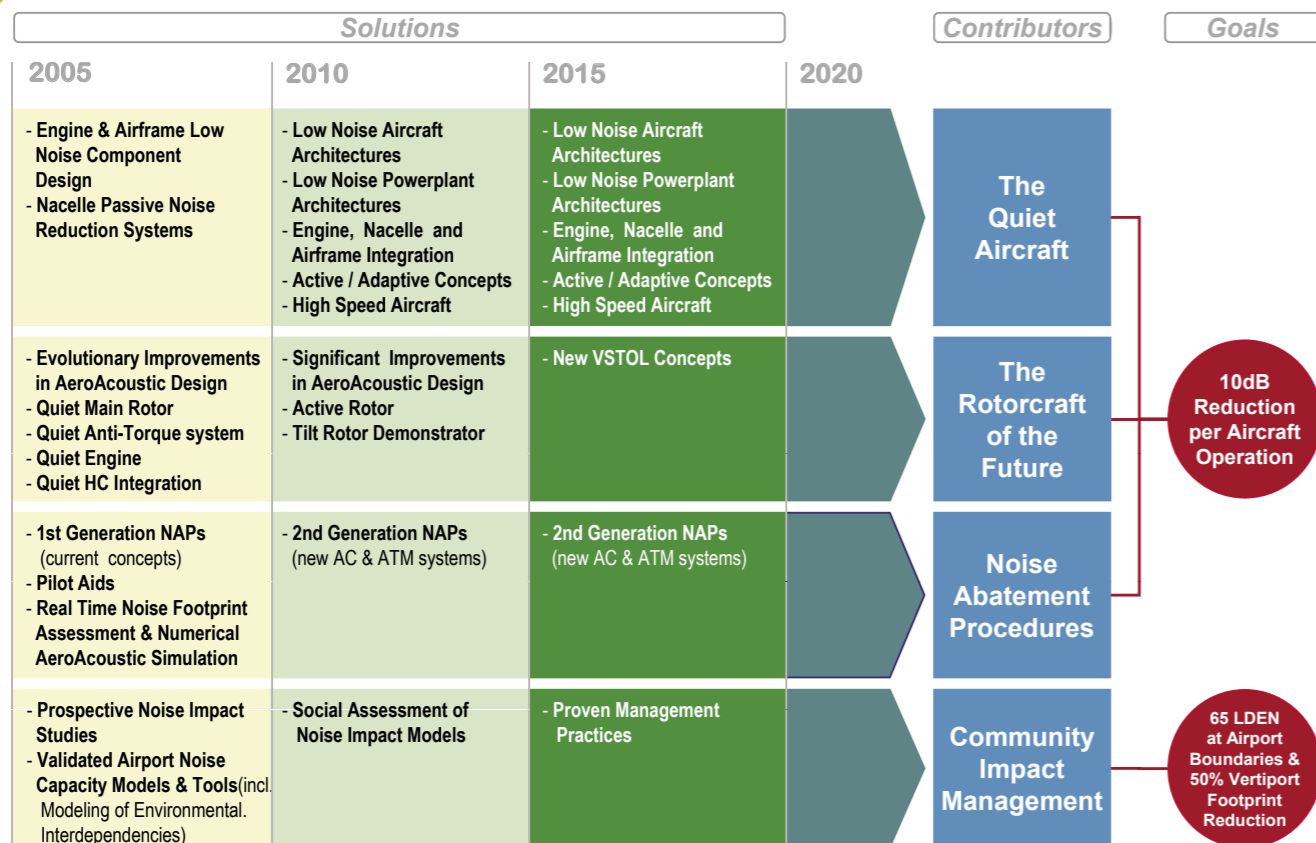 Solutions
Contributors
Goals
2005
2010
2015
2020
- Engine & Airframe Low
Noise Component
Design
- Nacelle Passive Noise
Reduction Systems
- Low Noise Aircraft
Architectures
- Low Noise Powerplant
Architectures
- Engine, Nacelle and
Airframe Integration
- Active / Adaptive Concepts
- High Speed Aircraft
- Low Noise Aircraft
Architectures
- Low Noise Powerplant
Architectures
- Engine, Nacelle and
Airframe Integration
- Active / Adaptive Concepts
- High Speed Aircraft
The
Quiet
Aircraft
- Evolutionary Improvements
in AeroAcoustic Design
- Quiet Main Rotor
- Quiet Anti-Torque system
- Quiet Engine
- Quiet HC Integration
- Significant Improvements
in AeroAcoustic Design
- Active Rotor
- Tilt Rotor Demonstrator
- New VSTOL Concepts
The
Rotorcraft
of the
Future
10dB
Reduction
per Aircraft
Operation
- 1st Generation NAPs
(current concepts)
- Pilot Aids
- Real Time Noise Footprint
Assessment & Numerical
AeroAcoustic Simulation
- 2nd Generation NAPs
(new AC & ATM systems)
- 2nd Generation NAPs
(new AC & ATM systems)
Noise
Abatement
Procedures
- Prospective Noise Impact
Studies
- Validated Airport Noise
Capacity Models & Tools(incl.
Modeling of Environmental.
Interdependencies)
- Social Assessment of
Noise Impact Models
- Proven Management
Practices
Community
Impact
Management
65 LDEN
at Airport
Boundaries &
50% Vertiport
Footprint
Reduction